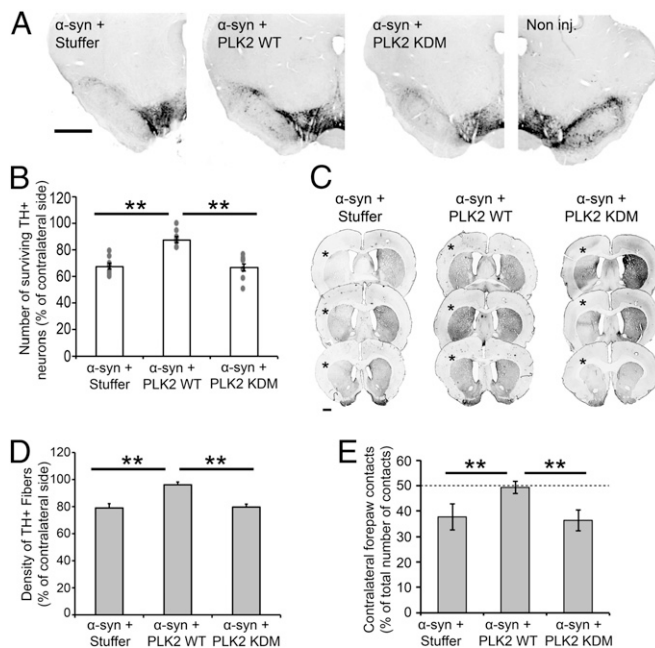 A
α-syn +
Stuffer
α-syn +
PLK2 WT
α-syn +
PLK2 KDM
Non inj.
B
Number of surviving TH+
neurons (% of contralateral side)
120
100
80
60
40
20
0
**
**
α-syn +
Stuffer
α-syn +
PLK2 WT
α-syn +
PLK2 KDM
C
α-syn +
Stuffer
α-syn +
PLK2 WT
α-syn +
PLK2 KDM
*
*
*
*
*
*
*
*
*
D
Density of TH+ Fibers
(% of contralateral side)
120
100
80
60
40
20
0
**
**
α-syn +
Stuffer
α-syn +
PLK2 WT
α-syn +
PLK2 KDM
E
Contralateral forepaw contacts
(% of total number of contacts)
60
50
40
30
20
10
0
**
**
α-syn +
Stuffer
α-syn +
PLK2 WT
α-syn +
PLK2 KDM